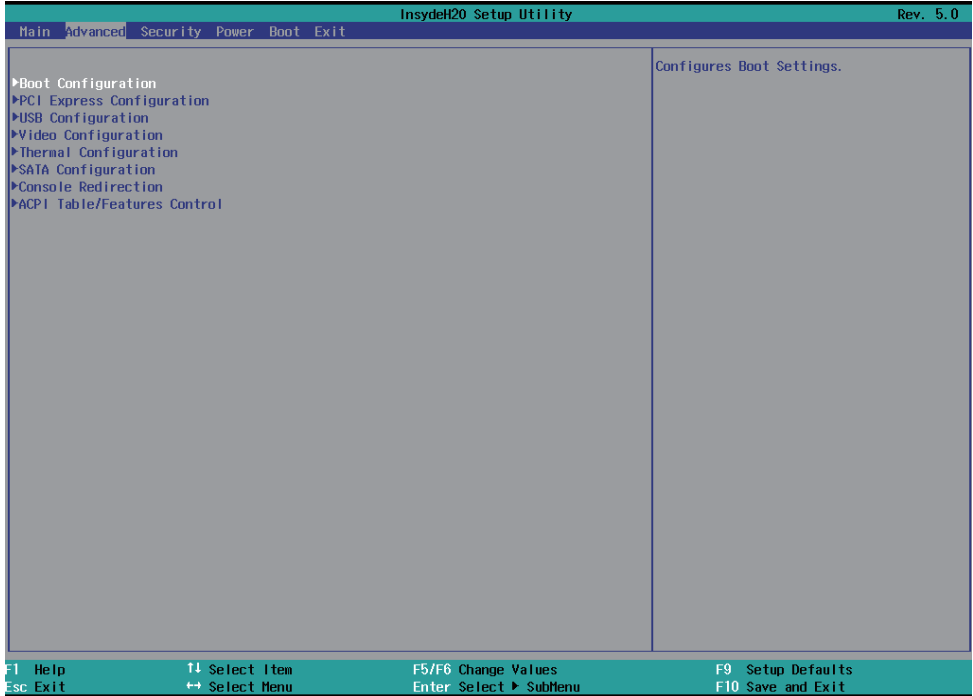 InsydeH2O Setup Utility Rev. 5.0
Main Advanced Security Power Boot Exit
Configures Boot Settings.
▶Boot Configuration
▶PCI Express Configuration
▶USB Configuration
▶Video Configuration
▶Thermal Configuration
▶SATA Configuration
▶Console Redirection
▶ACPI Table/Features Control
F1 Help ↑↓ Select Item F5/F6 Change Values F9 Setup Defaults
Esc Exit ↔ Select Menu Enter Select ▶ SubMenu F10 Save and Exit